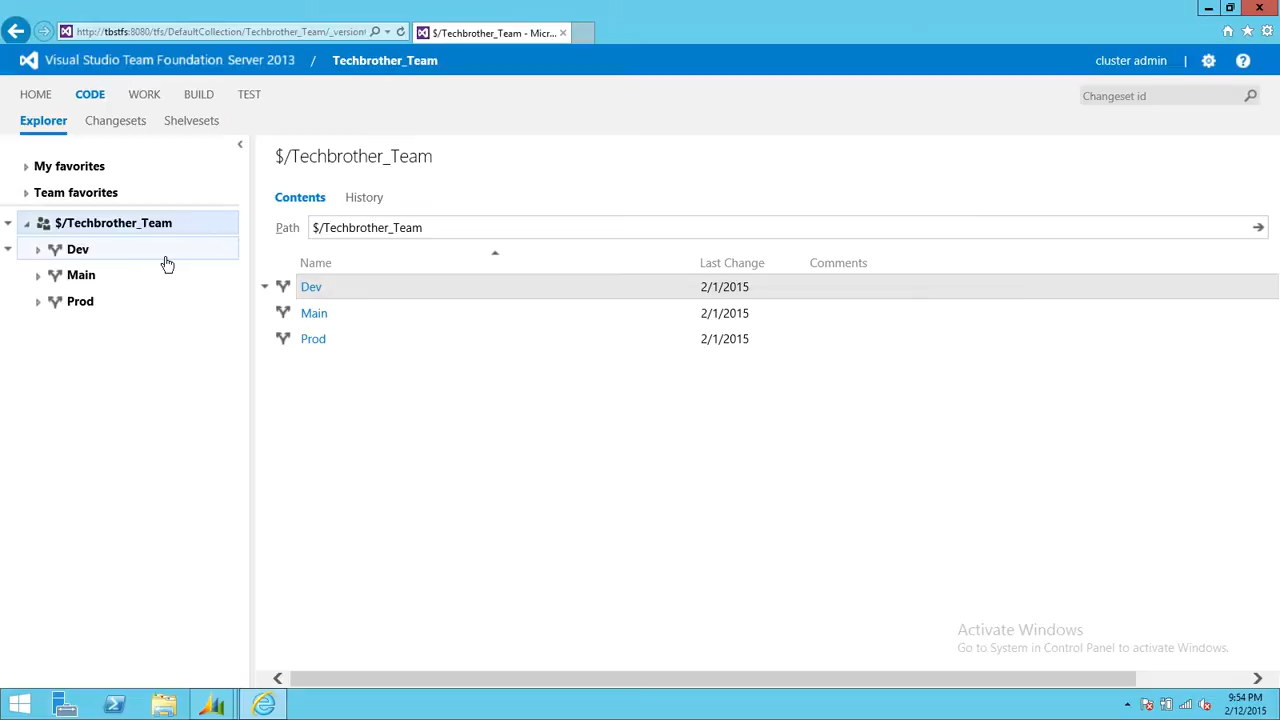 http://tbstfs:8080/tfs/DefaultCollection/Techbrother_Team/_version
$/Techbrother_Team - Micr...
Visual Studio Team Foundation Server 2013 / Techbrother_Team
cluster admin
HOME CODE WORK BUILD TEST
Changeset id
Explorer Changesets Shelvesets
My favorites
Team favorites
$/Techbrother_Team
Dev
Main
Prod
$/Techbrother_Team
Contents History
Path $/Techbrother_Team
Name Last Change Comments
Dev 2/1/2015
Main 2/1/2015
Prod 2/1/2015
Activate Windows
Go to System in Control Panel to activate Windows.
9:54 PM
2/12/2015